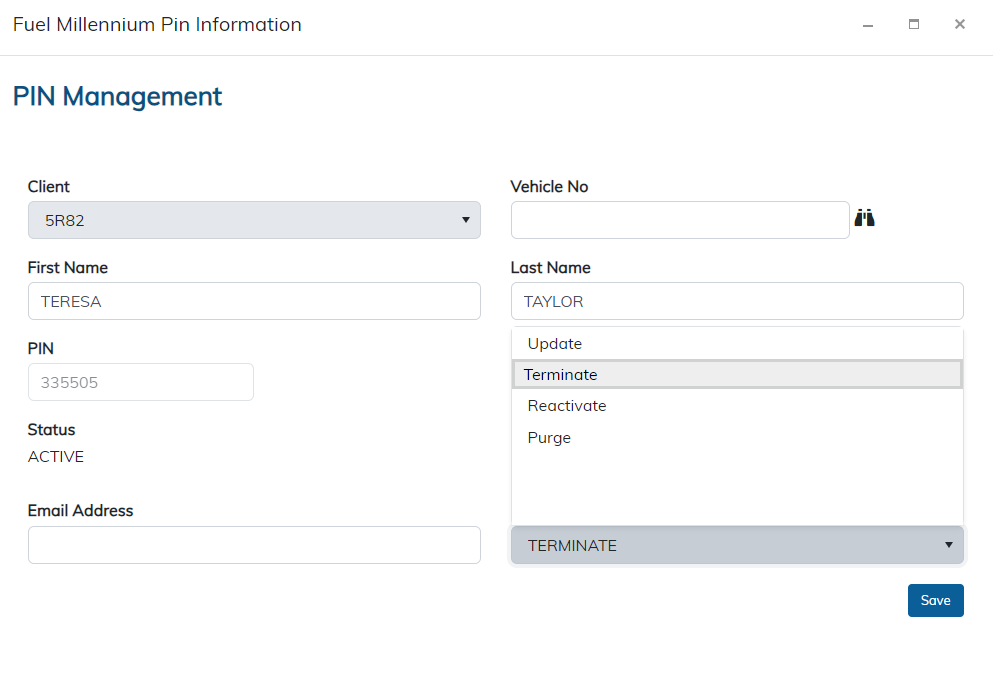 Fuel Millennium Pin Information
PIN Management
Client
Vehicle No
5R82
First Name
Last Name
TERESA
TAYLOR
PIN
Update
335505
Terminate
Reactivate
Status
Purge
ACTIVE
Email Address
TERMINATE
Save